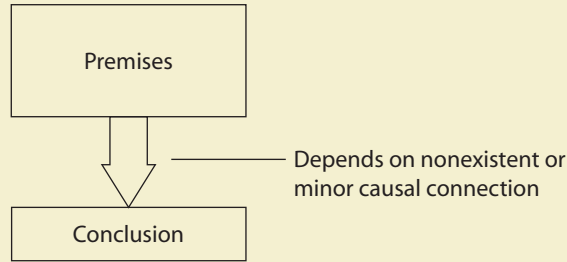 Premises
Depends on nonexistent or
minor causal connection
Conclusion